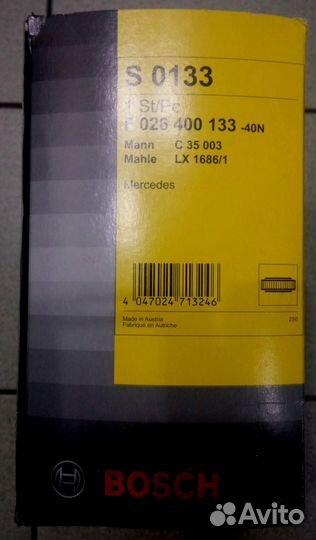 S 0133
1 St/Pc
F 026 400 133 -40N
Mann C 35 003
Mahle LX 1686/1
Mercedes
4 047024 713246
Made in Austria
Fabriqué en Autriche
BOSCH
Avito